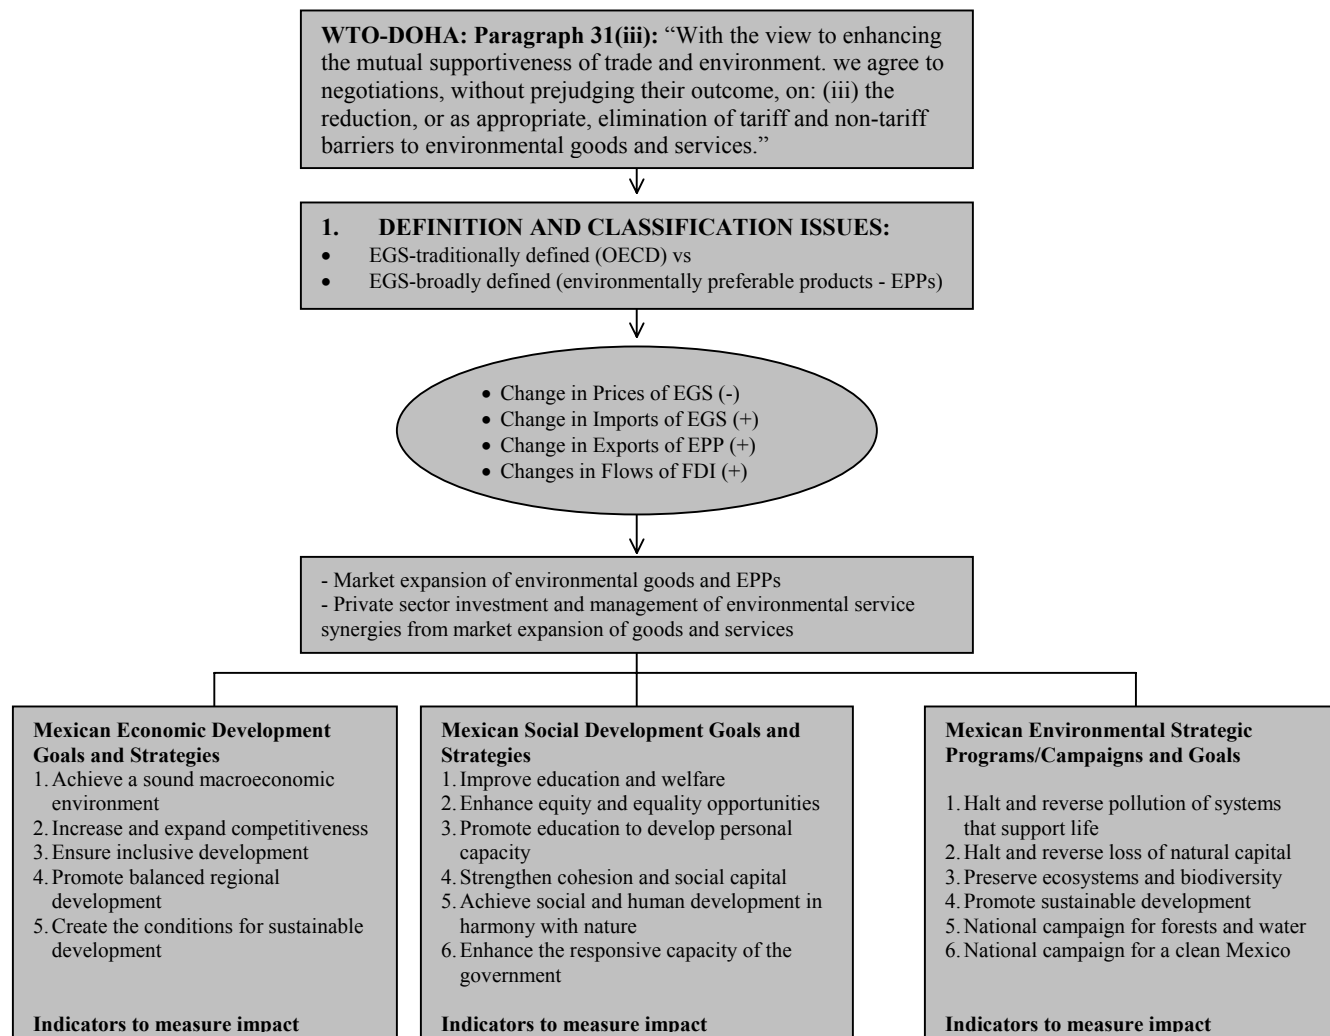 WTO-DOHA: Paragraph 31(iii): “With the view to enhancing
the mutual supportiveness of trade and environment. we agree to
negotiations, without prejudging their outcome, on: (iii) the
reduction, or as appropriate, elimination of tariff and non-tariff
barriers to environmental goods and services.”
1. DEFINITION AND CLASSIFICATION ISSUES:
• EGS-traditionally defined (OECD) vs
• EGS-broadly defined (environmentally preferable products - EPPs)
• Change in Prices of EGS (-)
• Change in Imports of EGS (+)
• Change in Exports of EPP (+)
• Changes in Flows of FDI (+)
- Market expansion of environmental goods and EPPs
- Private sector investment and management of environmental service
synergies from market expansion of goods and services
Mexican Economic Development
Goals and Strategies
1. Achieve a sound macroeconomic
environment
2. Increase and expand competitiveness
3. Ensure inclusive development
4. Promote balanced regional
development
5. Create the conditions for sustainable
development
Indicators to measure impact
Mexican Social Development Goals and
Strategies
1. Improve education and welfare
2. Enhance equity and equality opportunities
3. Promote education to develop personal
capacity
4. Strengthen cohesion and social capital
5. Achieve social and human development in
harmony with nature
6. Enhance the responsive capacity of the
government
Indicators to measure impact
Mexican Environmental Strategic
Programs/Campaigns and Goals
1. Halt and reverse pollution of systems
that support life
2. Halt and reverse loss of natural capital
3. Preserve ecosystems and biodiversity
4. Promote sustainable development
5. National campaign for forests and water
6. National campaign for a clean Mexico
Indicators to measure impact